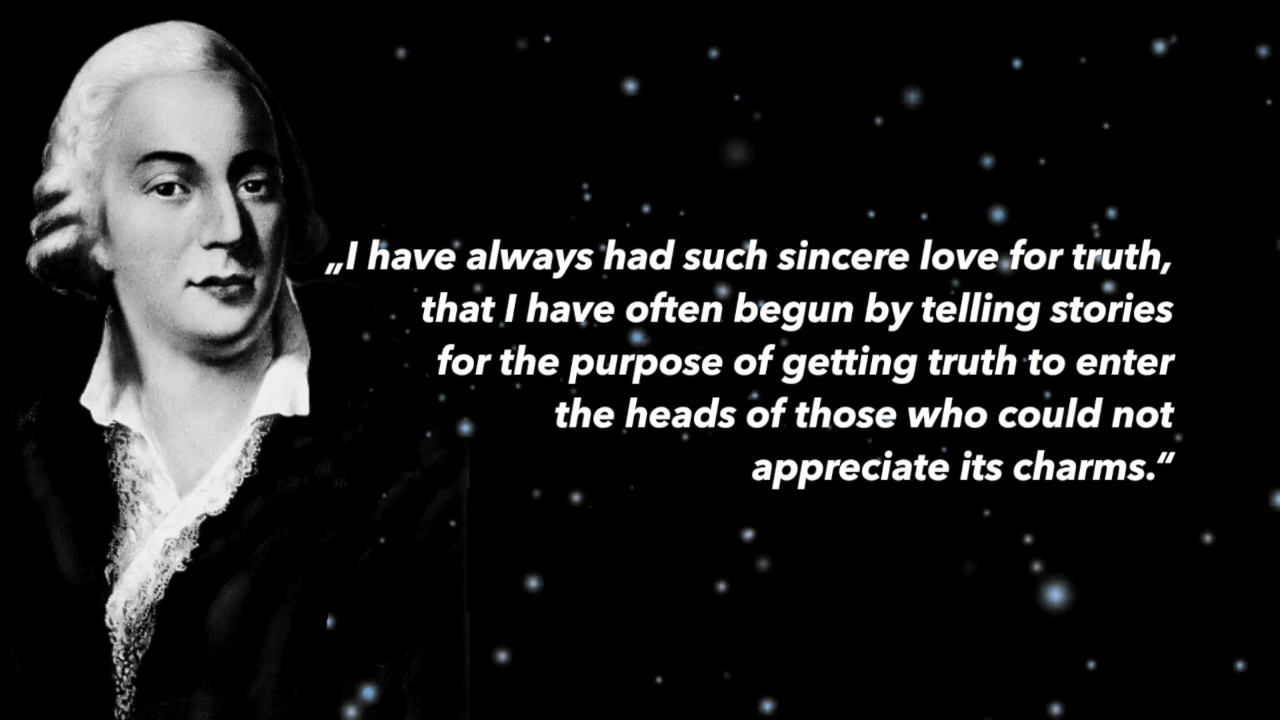 „I have always had such sincere love for truth,
that I have often begun by telling stories
for the purpose of getting truth to enter
the heads of those who could not
appreciate its charms.“